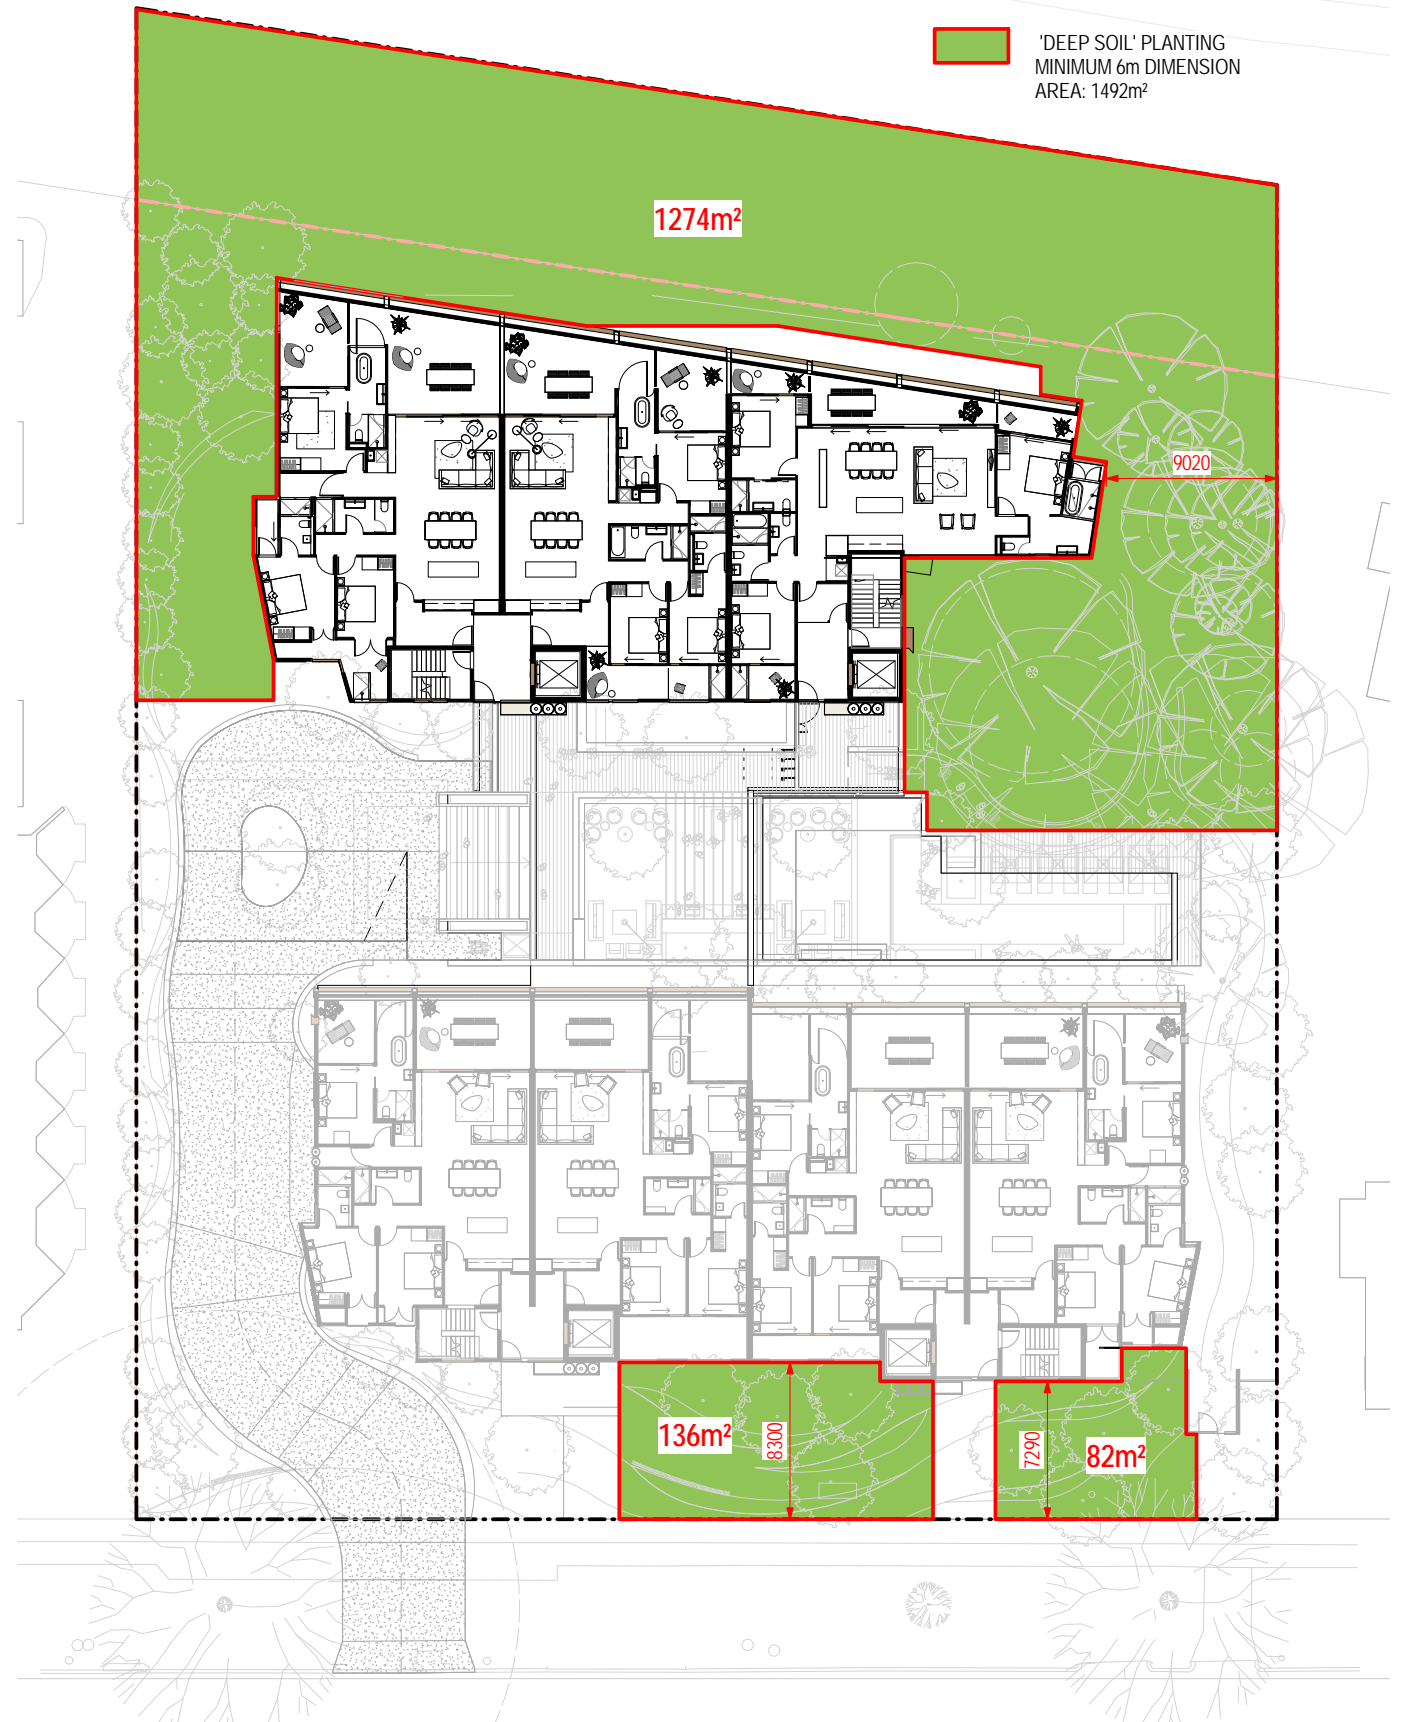 'DEEP SOIL' PLANTING
MINIMUM 6m DIMENSION
AREA: 1492m²
1274m²
9020
136m²
8300
7290
82m²